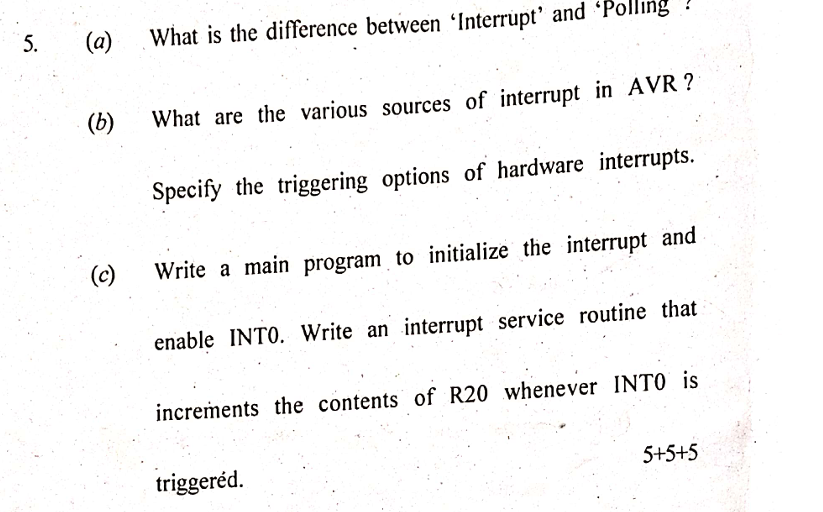 5. (a) What is the difference between ‘Interrupt’ and ‘Polling ?
(b) What are the various sources of interrupt in AVR ?
Specify the triggering options of hardware interrupts.
(c) Write a main program to initialize the interrupt and
enable INT0. Write an interrupt service routine that
increments the contents of R20 whenever INT0 is
triggered.
5+5+5